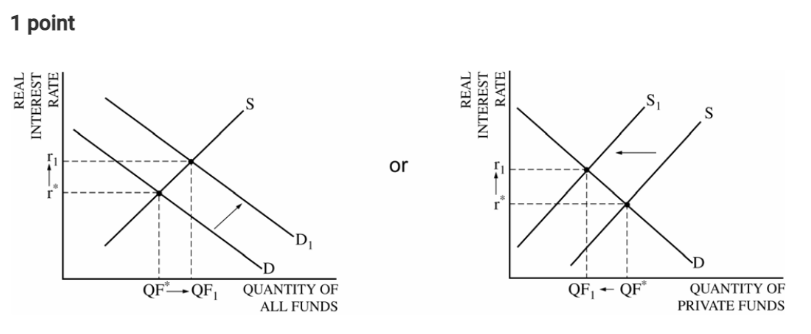 1 point
REAL
INTEREST
RATE
S
r₁
r*
D₁
D
QF* → QF₁
QUANTITY OF
ALL FUNDS
or
REAL
INTEREST
RATE
S₁
S
r₁
r*
D
QF₁ ← QF*
QUANTITY OF
PRIVATE FUNDS